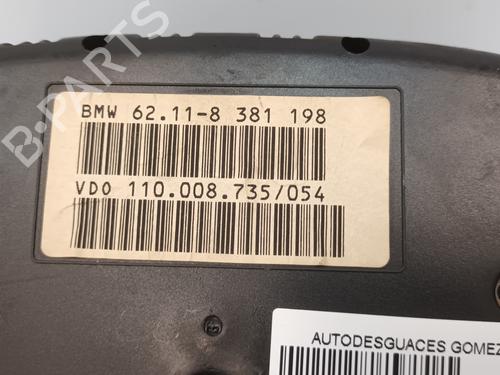 B-PARTS
BMW 62.11-8 381 198
VDO 110.008.735/054
AUTODESGUACES GOMEZ